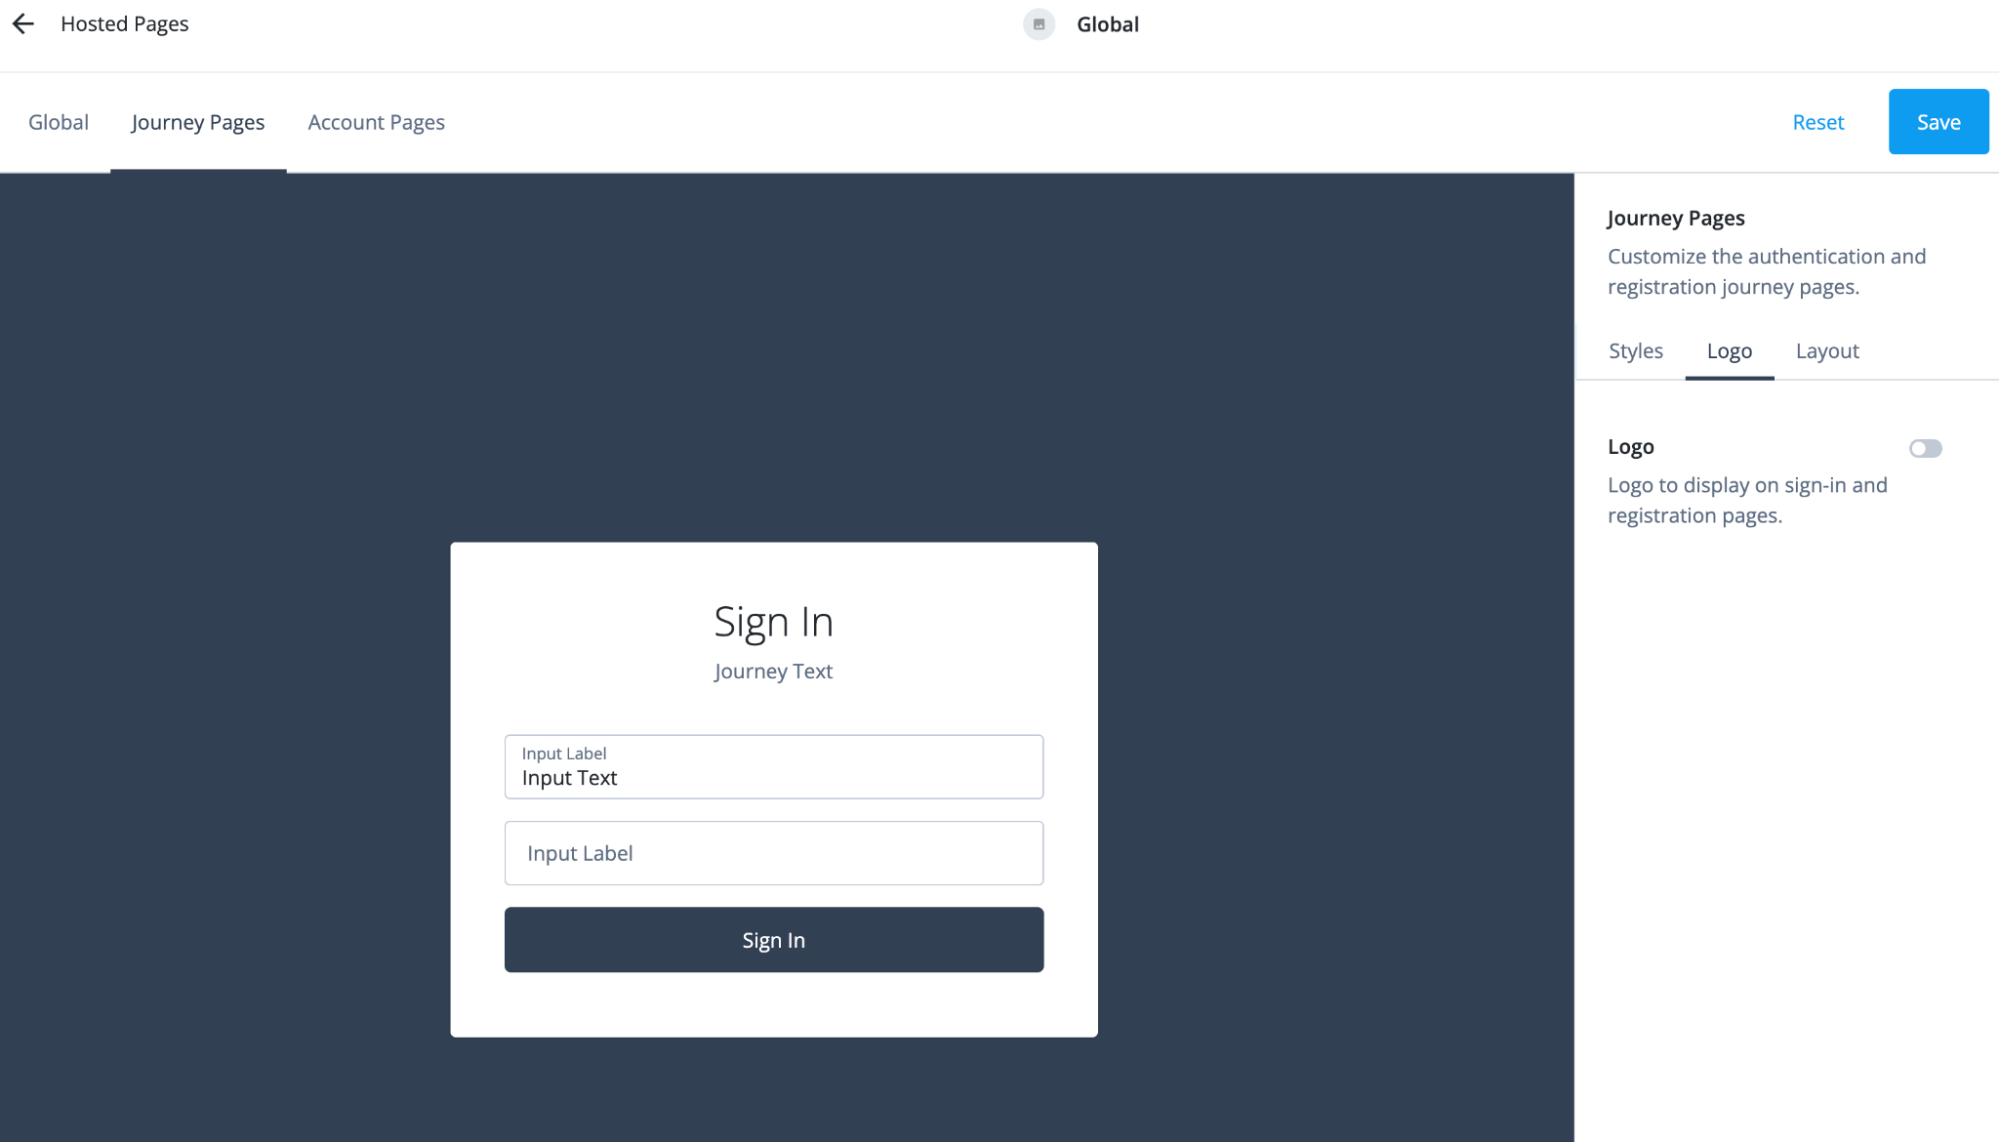 Hosted Pages
Global
Global
Journey Pages
Account Pages
Reset
Save
Journey Pages
Customize the authentication and
registration journey pages.
Styles
Logo
Layout
Logo
Logo to display on sign-in and
registration pages.
Sign In
Journey Text
Input Label
Input Text
Input Label
Sign In